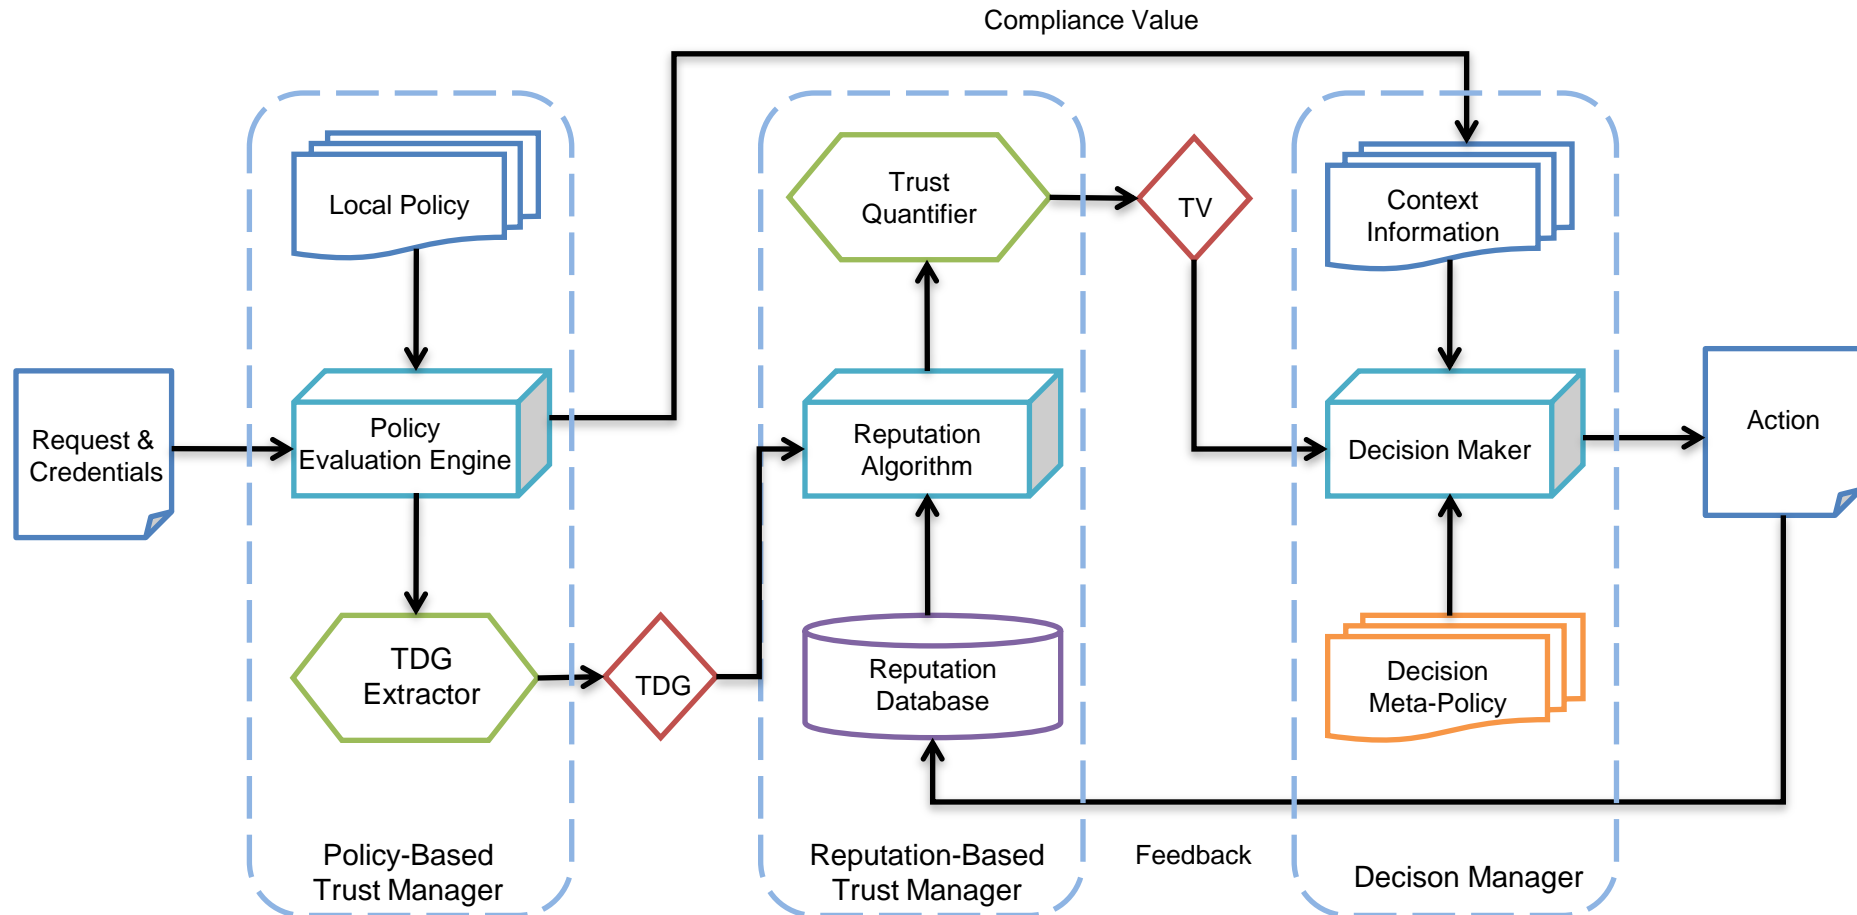 Compliance Value
Local Policy
Trust
Quantifier
TV
Context
Information
Request &
Credentials
Policy
Evaluation Engine
Reputation
Algorithm
Decision Maker
Action
TDG
Extractor
TDG
Reputation
Database
Decision
Meta-Policy
Policy-Based
Trust Manager
Reputation-Based
Trust Manager
Feedback
Decison Manager